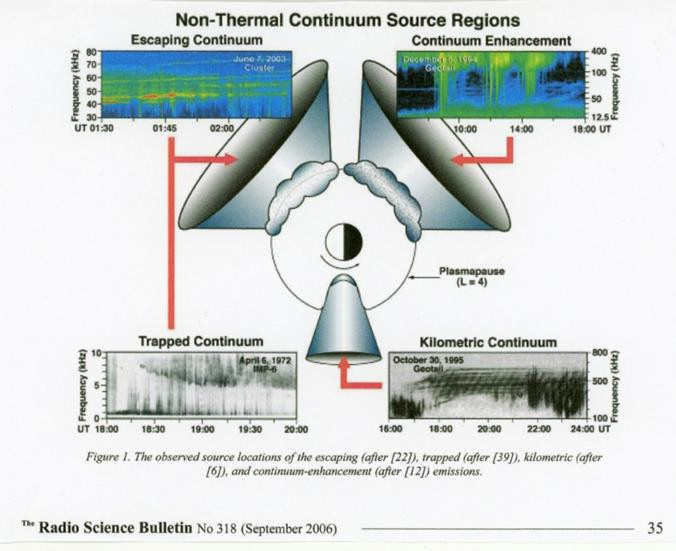 Non-Thermal Continuum Source Regions
Escaping Continuum
Continuum Enhancement
Frequency (kHz)
80
70
60
50
40
30
June 7, 2003
Cluster
UT 01:30 01:45 02:00
December 8, 1994
Geotail
400
100
50
12.5
Frequency (Hz)
10:00 14:00 18:00 UT
Plasmapause
(L = 4)
Trapped Continuum
Kilometric Continuum
Frequency (kHz)
10
5
0
April 6, 1972
IMP-6
UT 18:00 18:30 19:00 19:30 20:00
October 30, 1995
Geotail
800
500
100
Frequency (kHz)
16:00 18:00 20:00 22:00 24:00 UT
Figure 1. The observed source locations of the escaping (after [22]), trapped (after [39]), kilometric (after
[6]), and continuum-enhancement (after [12]) emissions.
The Radio Science Bulletin No 318 (September 2006) 35